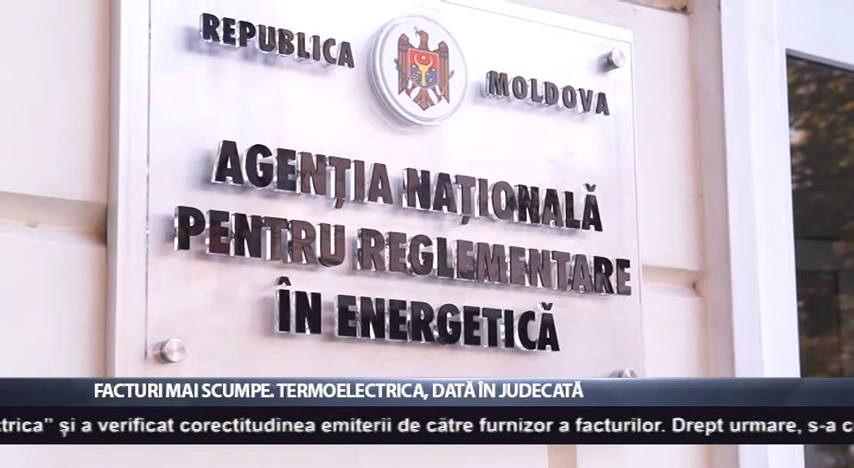 REPUBLICA MOLDOVA
AGENȚIA NAȚIONALĂ
PENTRU REGLEMENTARE
ÎN ENERGETICĂ
FACTURI MAI SCUMPE. TERMOELECTRICA, DATĂ ÎN JUDECATĂ
și a verificat corectitudinea emiterii de către furnizor a facturilor. Drept urmare, s-a